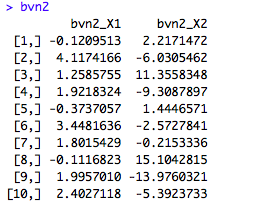 > bvn2
bvn2_X1 bvn2_X2
[1,] -0.1209513 2.2171472
[2,] 4.1174166 -6.0305462
[3,] 1.2585755 11.3558348
[4,] 1.9218324 -9.3087897
[5,] -0.3737057 1.4446571
[6,] 3.4481636 -2.5727841
[7,] 1.8015429 -0.2153336
[8,] -0.1116823 15.1042815
[9,] 1.9957010 -13.9760321
[10,] 2.4027118 -5.3923733